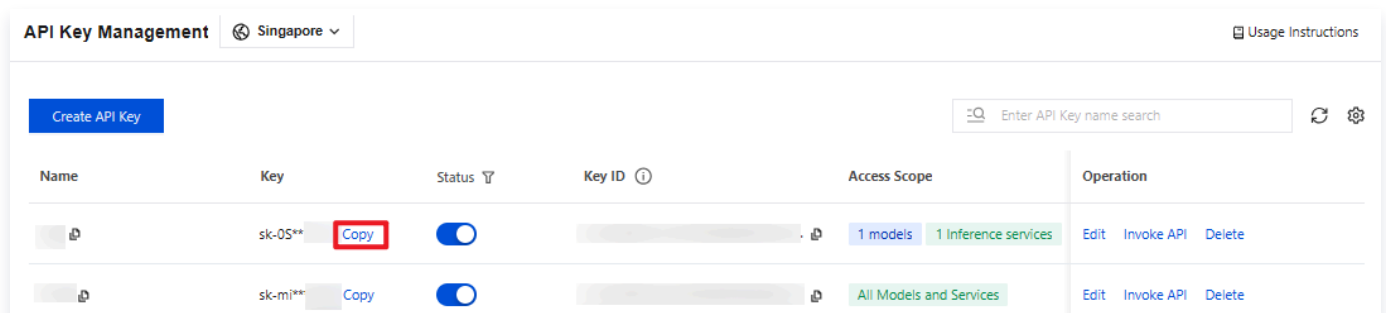 API Key Management Singapore Usage Instructions
Create API Key Enter API Key name search
Name Key Status Key ID Access Scope Operation
sk-0S** Copy 1 models 1 Inference services Edit Invoke API Delete
sk-mi** Copy All Models and Services Edit Invoke API Delete